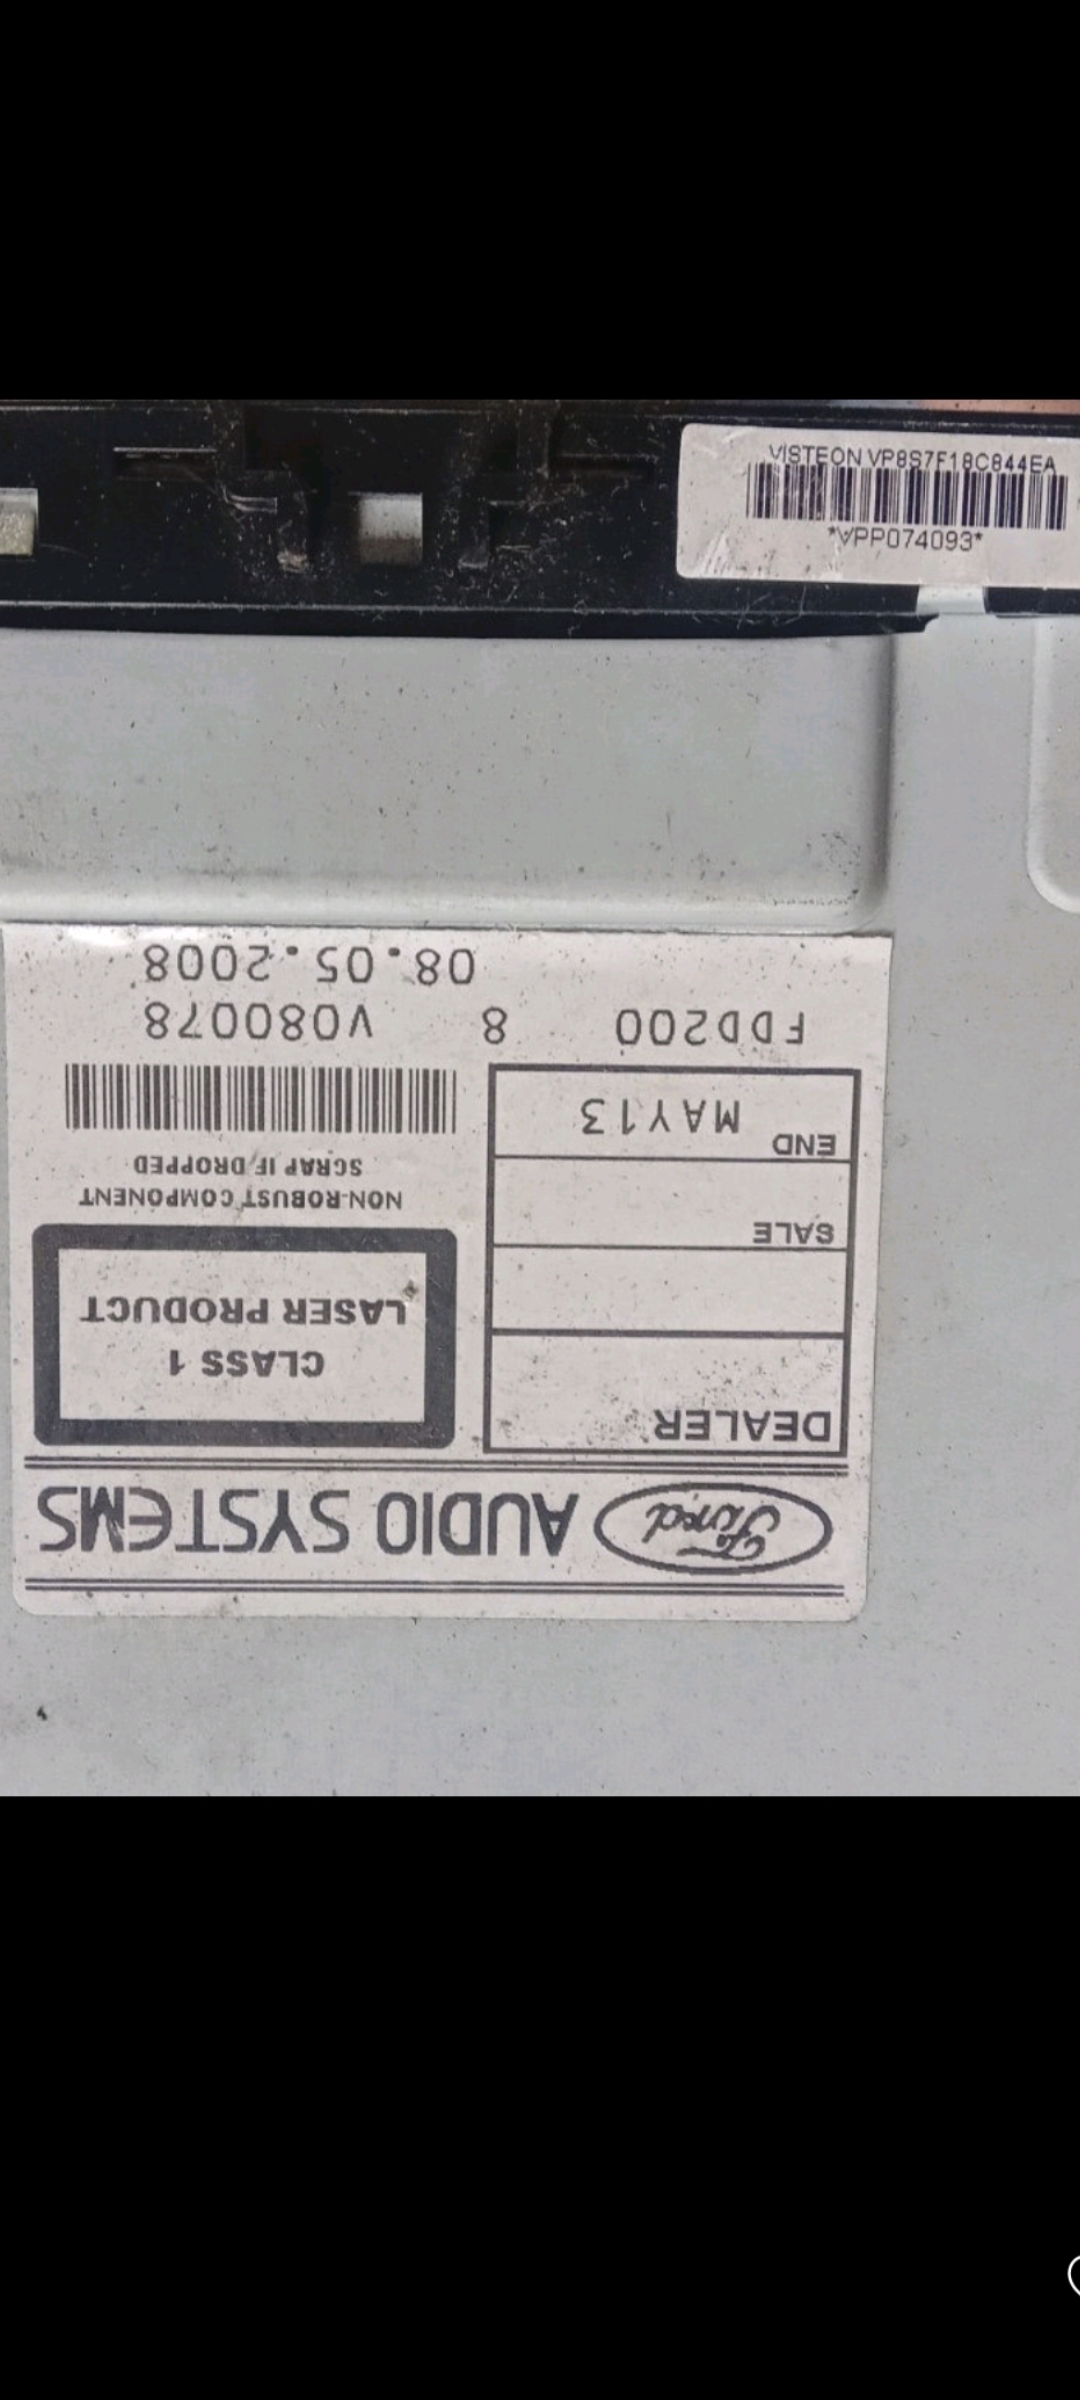 VISTEON VP8S7F18C844EA
*VPP074093*
Ford AUDIO SYSTEMS
DEALER
SALE
END MAY13
CLASS 1
LASER PRODUCT
NON-ROBUST COMPONENT
SCRAP IF DROPPED
FDD200 8 V080078
08.05.2008